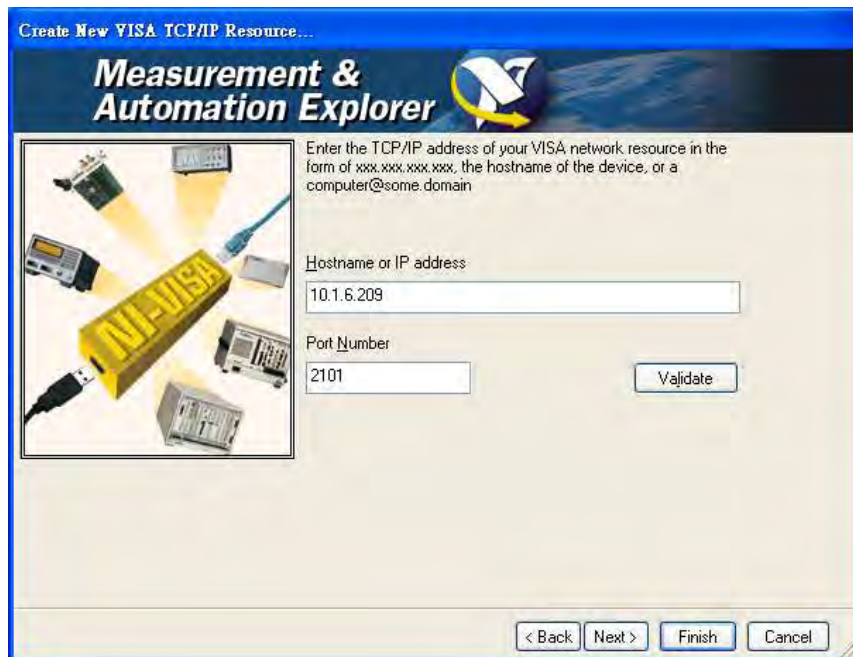 Create New VISA TCP/IP Resource...
Measurement &
Automation Explorer
NI-VISA
Enter the TCP/IP address of your VISA network resource in the
form of xxx.xxx.xxx.xxx, the hostname of the device, or a
computer@some.domain
Hostname or IP address
10.1.6.209
Port Number
2101
Validate
< Back
Next >
Finish
Cancel